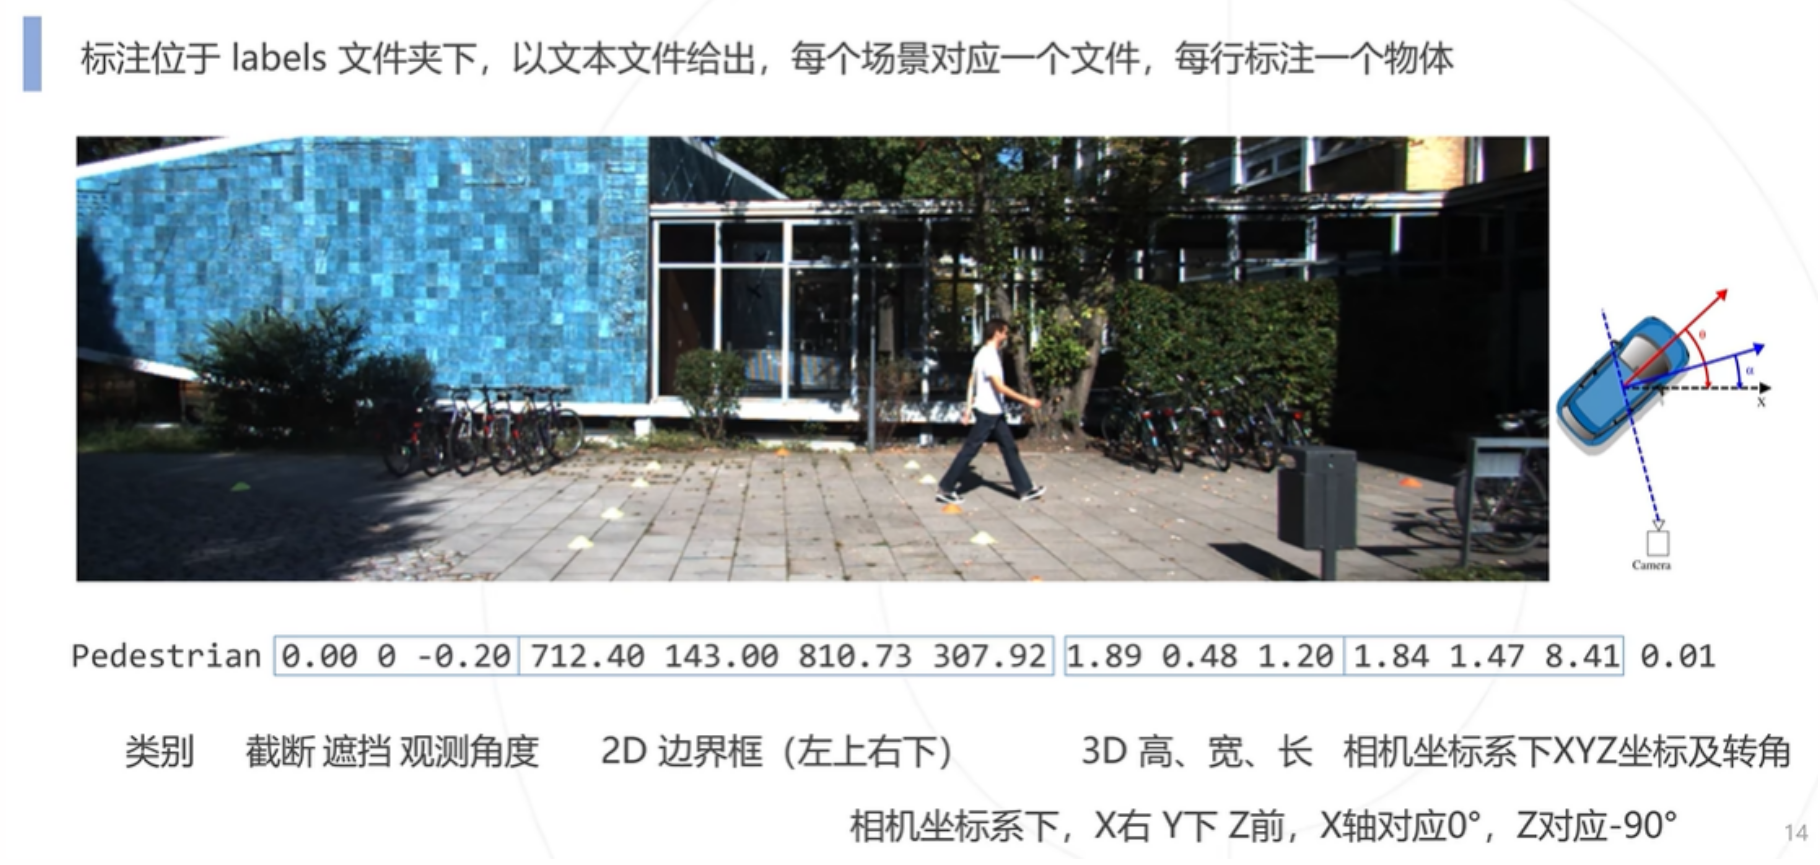 标注位于 labels 文件夹下，以文本文件给出，每个场景对应一个文件，每行标注一个物体
θ
α
X
Camera
Pedestrian 0.00 0 -0.20 712.40 143.00 810.73 307.92 1.89 0.48 1.20 1.84 1.47 8.41 0.01
类别 截断 遮挡 观测角度 2D 边界框（左上右下） 3D 高、宽、长 相机坐标系下XYZ坐标及转角
相机坐标系下，X右 Y下 Z前，X轴对应0°，Z对应-90°
14